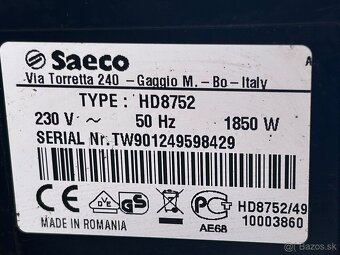 Saeco
Via Torretta 240 - Gaggio M. - Bo - Italy
TYPE : HD8752
230 V ~ 50 Hz 1850 W
SERIAL Nr. TW901249598429
HD8752/49
10003860
MADE IN ROMANIA
AE68
© Bazos.sk